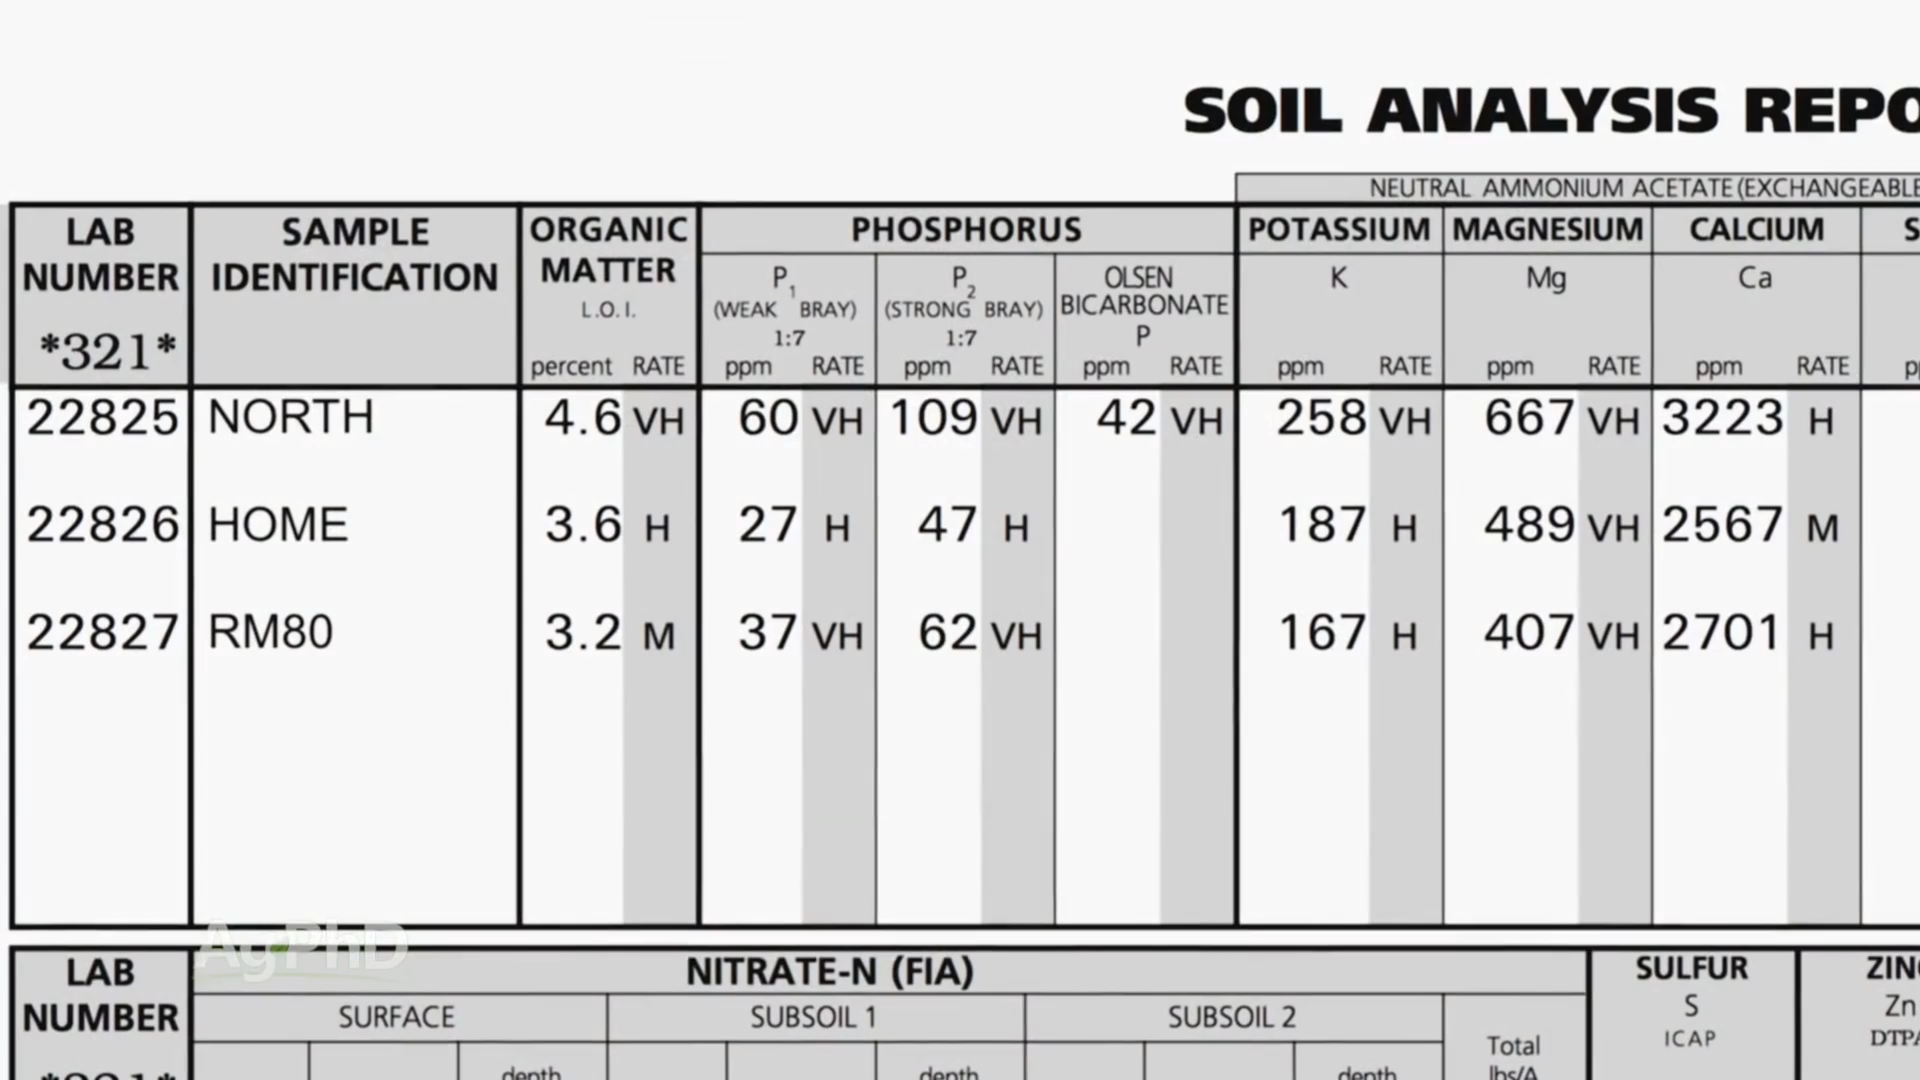 SOIL ANALYSIS REPO
NEUTRAL AMMONIUM ACETATE (EXCHANGEABLE
LAB NUMBER *321* SAMPLE IDENTIFICATION ORGANIC MATTER L.O.I. percent RATE PHOSPHORUS POTASSIUM MAGNESIUM CALCIUM S
P1 (WEAK BRAY) 1:7 ppm RATE P2 (STRONG BRAY) 1:7 ppm RATE OLSEN BICARBONATE P ppm RATE K ppm RATE Mg ppm RATE Ca ppm RATE
22825 NORTH 4.6 VH 60 VH 109 VH 42 VH 258 VH 667 VH 3223 H
22826 HOME 3.6 H 27 H 47 H 187 H 489 VH 2567 M
22827 RM80 3.2 M 37 VH 62 VH 167 H 407 VH 2701 H
AgPhD
LAB NUMBER NITRATE-N (FIA) SULFUR ZINC
SURFACE SUBSOIL 1 SUBSOIL 2 S Zn
Total ICAP DTPA
depth depth depth lbs/A